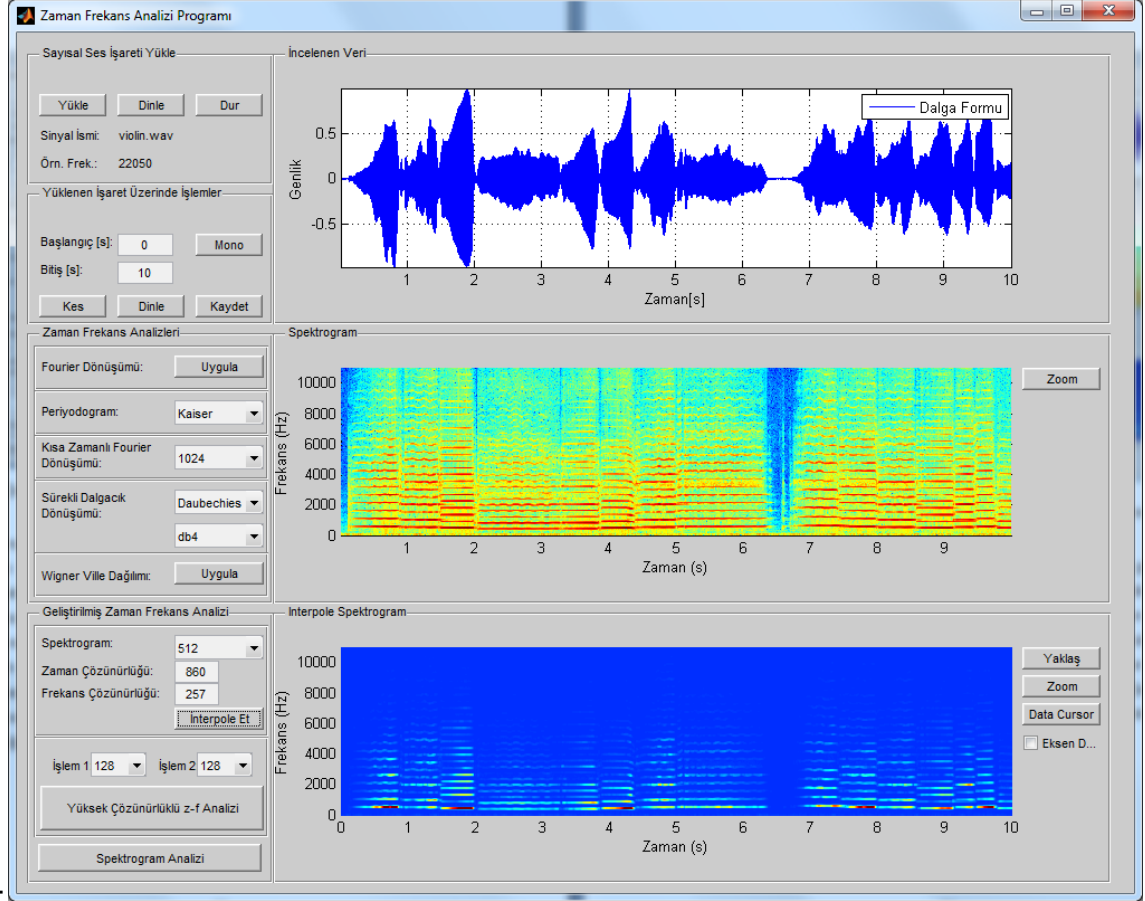 Zaman Frekans Analizi Programı
Sayısal Ses İşareti Yükle
Yükle Dinle Dur
Sinyal İsmi: violin.wav
Örn. Frek.: 22050
Yüklenen İşaret Üzerinde İşlemler
Başlangıç [s]: 0 Mono
Bitiş [s]: 10
Kes Dinle Kaydet
Zaman Frekans Analizleri
Fourier Dönüşümü: Uygula
Periyodogram: Kaiser
Kısa Zamanlı Fourier
Dönüşümü: 1024
Sürekli Dalgacık
Dönüşümü: Daubechies
db4
Wigner Ville Dağılımı: Uygula
Geliştirilmiş Zaman Frekans Analizi
Spektrogram: 512
Zaman Çözünürlüğü: 860
Frekans Çözünürlüğü: 257
İnterpole Et
İşlem 1 128 İşlem 2 128
Yüksek Çözünürlüklü z-f Analizi
Spektrogram Analizi
İncelenen Veri
Dalga Formu
Genlik
0.5
0
-0.5
1 2 3 4 5 6 7 8 9 10
Zaman[s]
Spektrogram
Zoom
Frekans (Hz)
10000
8000
6000
4000
2000
0
1 2 3 4 5 6 7 8 9
Zaman (s)
Interpole Spektrogram
Yaklaş
Zoom
Data Cursor
Eksen D...
Frekans (Hz)
10000
8000
6000
4000
2000
0
0 1 2 3 4 5 6 7 8 9 10
Zaman (s)